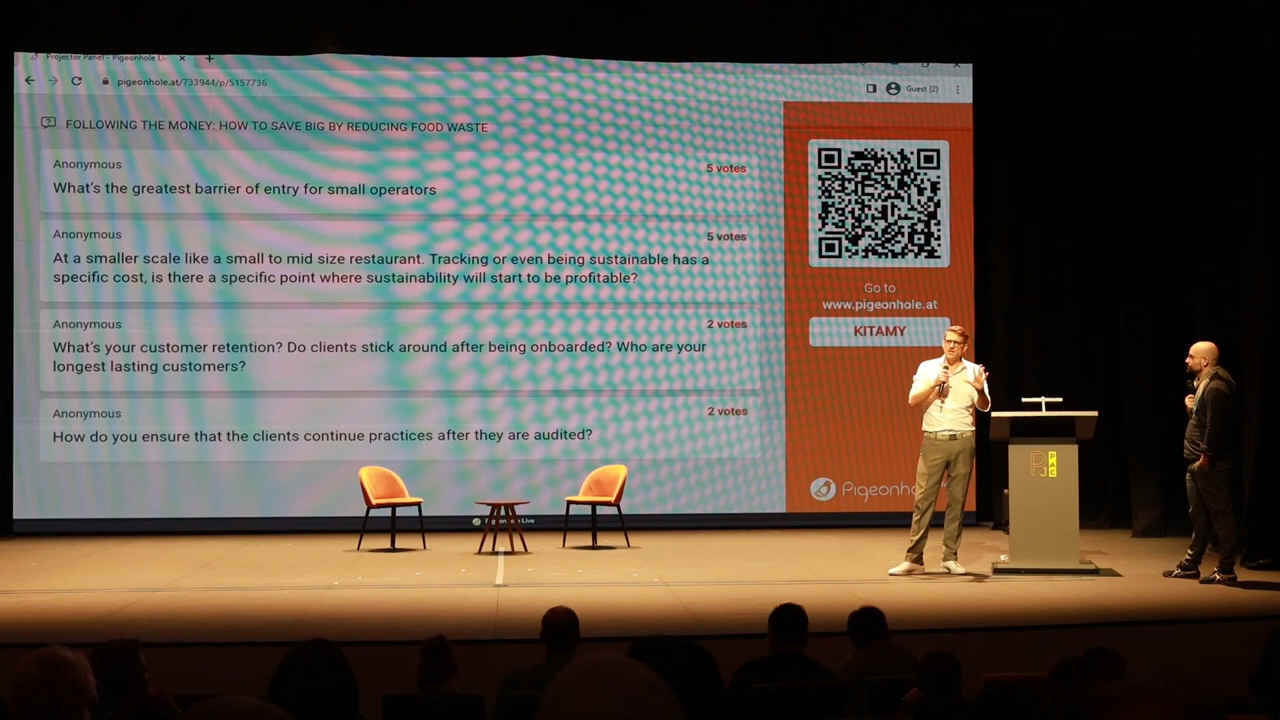 Projector Panel - Pigeonhole Li
pigeonhole.at/733944/p/5157736
Guest (2)
FOLLOWING THE MONEY: HOW TO SAVE BIG BY REDUCING FOOD WASTE
Anonymous
5 votes
What's the greatest barrier of entry for small operators
Anonymous
5 votes
At a smaller scale like a small to mid size restaurant. Tracking or even being sustainable has a
specific cost, is there a specific point where sustainability will start to be profitable?
Anonymous
2 votes
What's your customer retention? Do clients stick around after being onboarded? Who are your
longest lasting customers?
Anonymous
2 votes
How do you ensure that the clients continue practices after they are audited?
Go to
www.pigeonhole.at
KITAMY
Pigeonho
Live
PJ
PAC